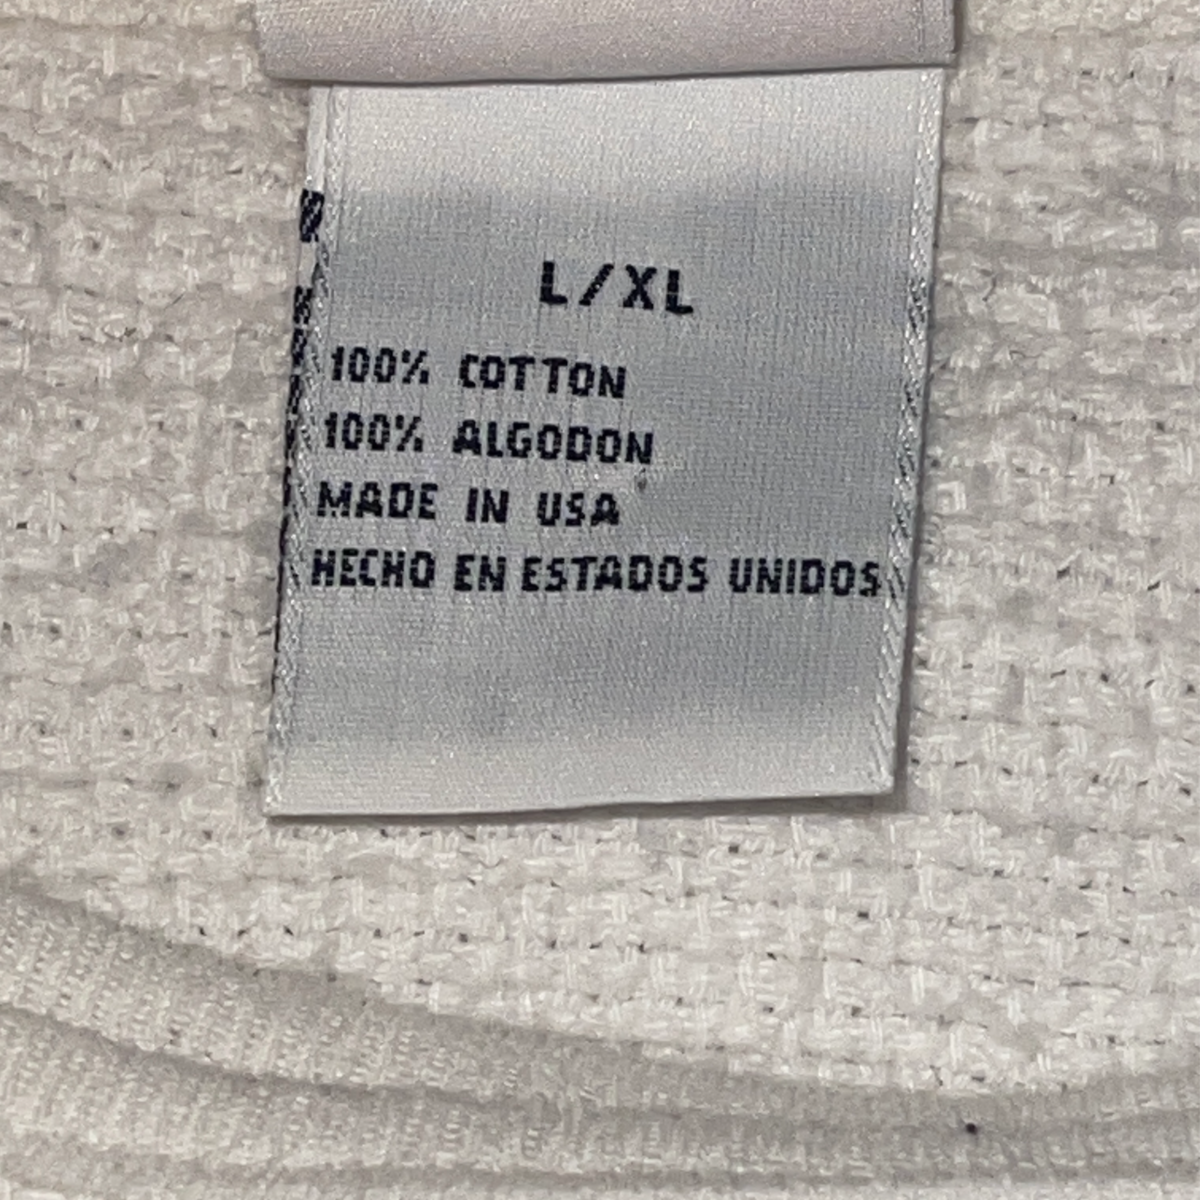 L/XL
100% COTTON
100% ALGODON
MADE IN USA
HECHO EN ESTADOS UNIDOS